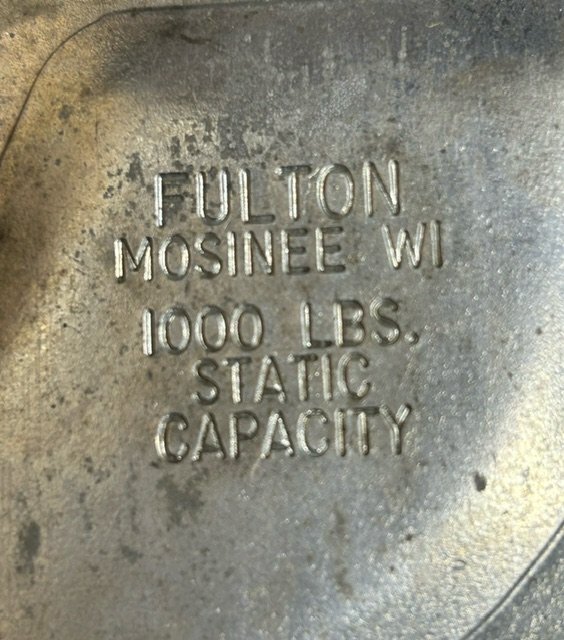 FULTON
MOSINEE WI
1000 LBS.
STATIC
CAPACITY